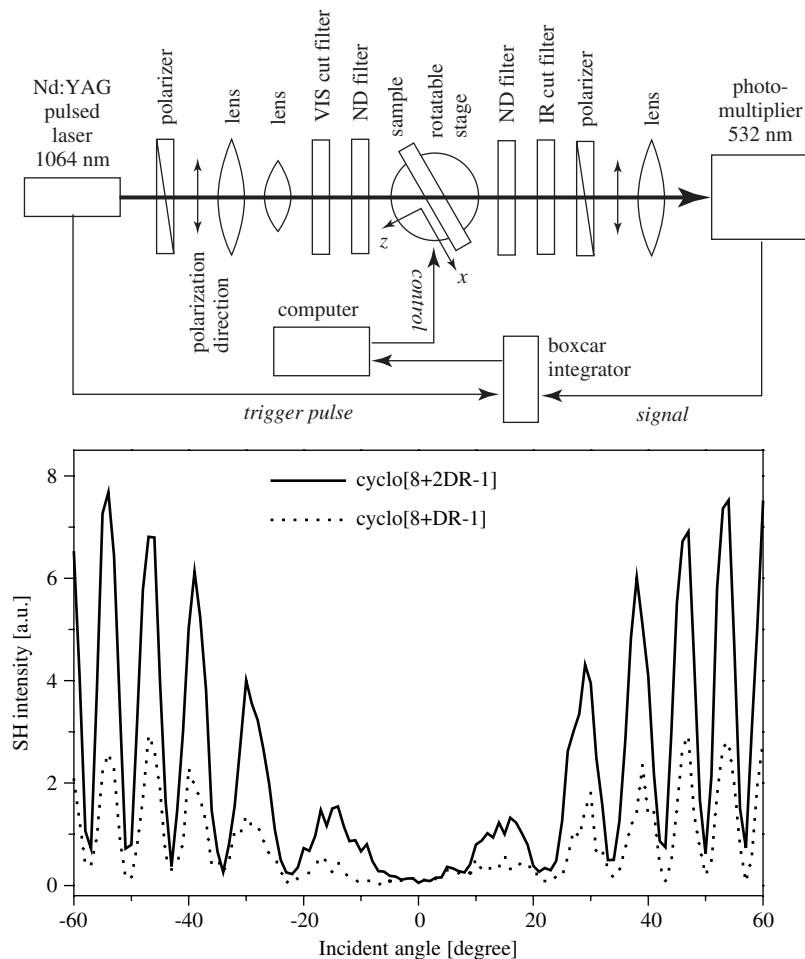 Nd:YAG
pulsed
laser
1064 nm
polarizer
lens
lens
VIS cut filter
ND filter
sample
rotatable
stage
ND filter
IR cut filter
polarizer
lens
photo-
multiplier
532 nm
z
x
polarization
direction
computer
control
boxcar
integrator
trigger pulse
signal
cyclo[8+2DR-1]
cyclo[8+DR-1]
SH intensity [a.u.]
8
6
4
2
0
-60
-40
-20
0
20
40
60
Incident angle [degree]